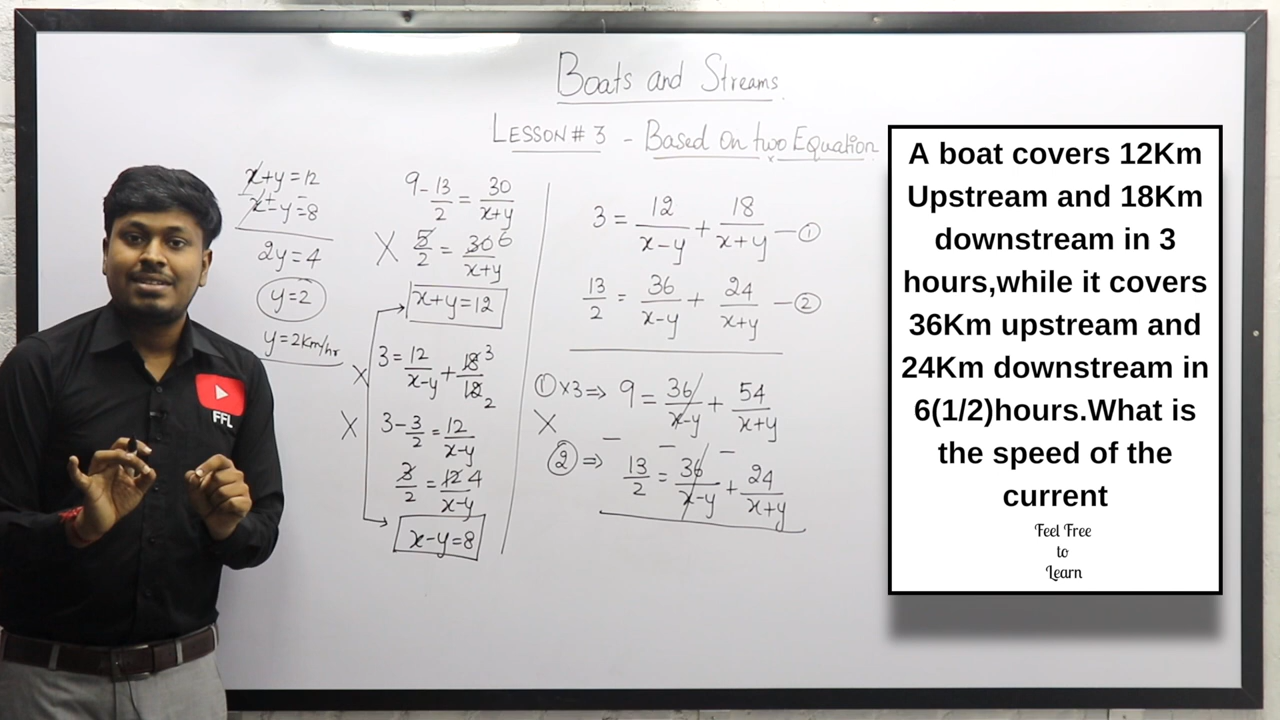 Boats and Streams.
LESSON # 3 - Based on two Equation
x+y = 12
x-y = 8
2y = 4
y=2
y=2Km/hr
9 - 13/2 = 30/x+y
5/2 = 30 6/x+y
x+y=12
3 = 12/x-y + 18 3/12 2
3 - 3/2 = 12/x-y
3/2 = 12 4/x-y
x-y=8
3 = 12/x-y + 18/x+y - ①
13/2 = 36/x-y + 24/x+y - ②
① ×3 => 9 = 36/x-y + 54/x+y
② => 13/2 = 36/x-y + 24/x+y
FFL
A boat covers 12Km
Upstream and 18Km
downstream in 3
hours,while it covers
36Km upstream and
24Km downstream in
6(1/2)hours.What is
the speed of the
current
Feel Free
to
Learn